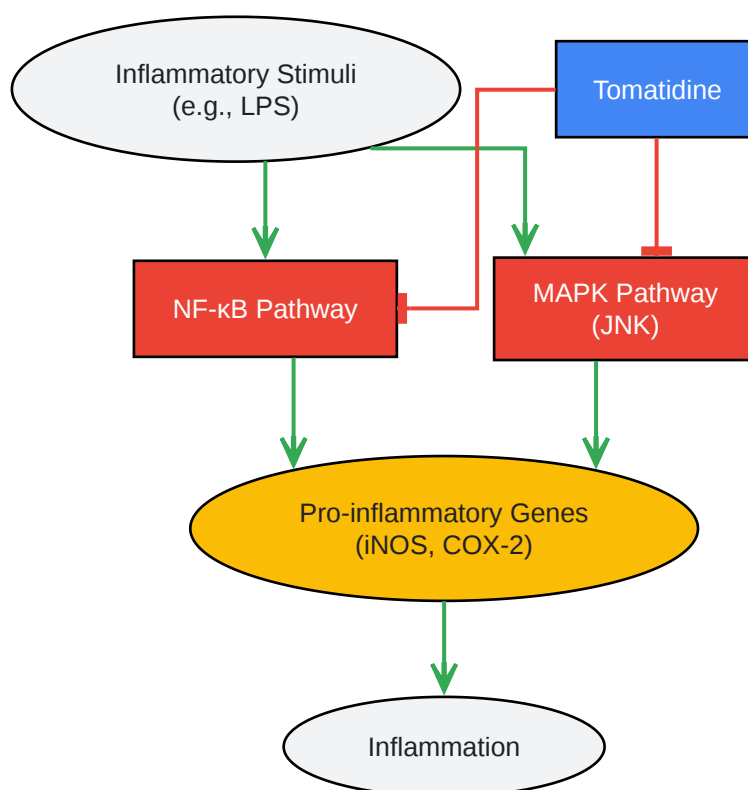 Inflammatory Stimuli
(e.g., LPS)
Tomatidine
NF-κB Pathway
MAPK Pathway
(JNK)
Pro-inflammatory Genes
(iNOS, COX-2)
Inflammation